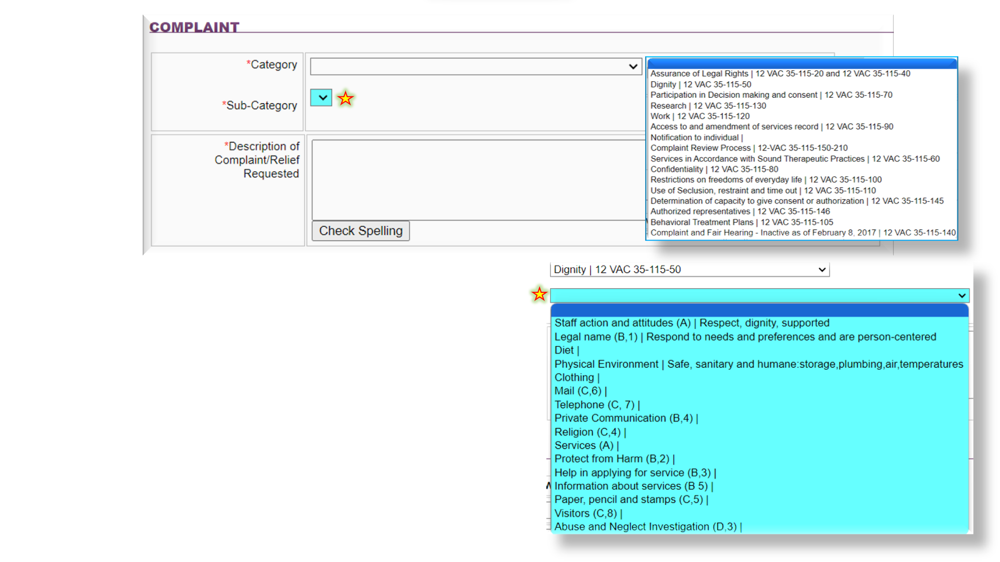 COMPLAINT
*Category
*Sub-Category
*Description of
Complaint/Relief
Requested
Check Spelling
Assurance of Legal Rights | 12 VAC 35-115-20 and 12 VAC 35-115-40
Dignity | 12 VAC 35-115-50
Participation in Decision making and consent | 12 VAC 35-115-70
Research | 12 VAC 35-115-130
Work | 12 VAC 35-115-120
Access to and amendment of services record | 12 VAC 35-115-90
Notification to individual |
Complaint Review Process | 12-VAC 35-115-150-210
Services in Accordance with Sound Therapeutic Practices | 12 VAC 35-115-60
Confidentiality | 12 VAC 35-115-80
Restrictions on freedoms of everyday life | 12 VAC 35-115-100
Use of Seclusion, restraint and time out | 12 VAC 35-115-110
Determination of capacity to give consent or authorization | 12 VAC 35-115-145
Authorized representatives | 12 VAC 35-115-146
Behavioral Treatment Plans | 12 VAC 35-115-105
Complaint and Fair Hearing - Inactive as of February 8, 2017 | 12 VAC 35-115-140
Dignity | 12 VAC 35-115-50
Staff action and attitudes (A) | Respect, dignity, supported
Legal name (B,1) | Respond to needs and preferences and are person-centered
Diet |
Physical Environment | Safe, sanitary and humane:storage,plumbing,air,temperatures
Clothing |
Mail (C,6) |
Telephone (C, 7) |
Private Communication (B,4) |
Religion (C,4) |
Services (A) |
Protect from Harm (B,2) |
Help in applying for service (B,3) |
Information about services (B 5) |
Paper, pencil and stamps (C,5) |
Visitors (C,8) |
Abuse and Neglect Investigation (D,3) |